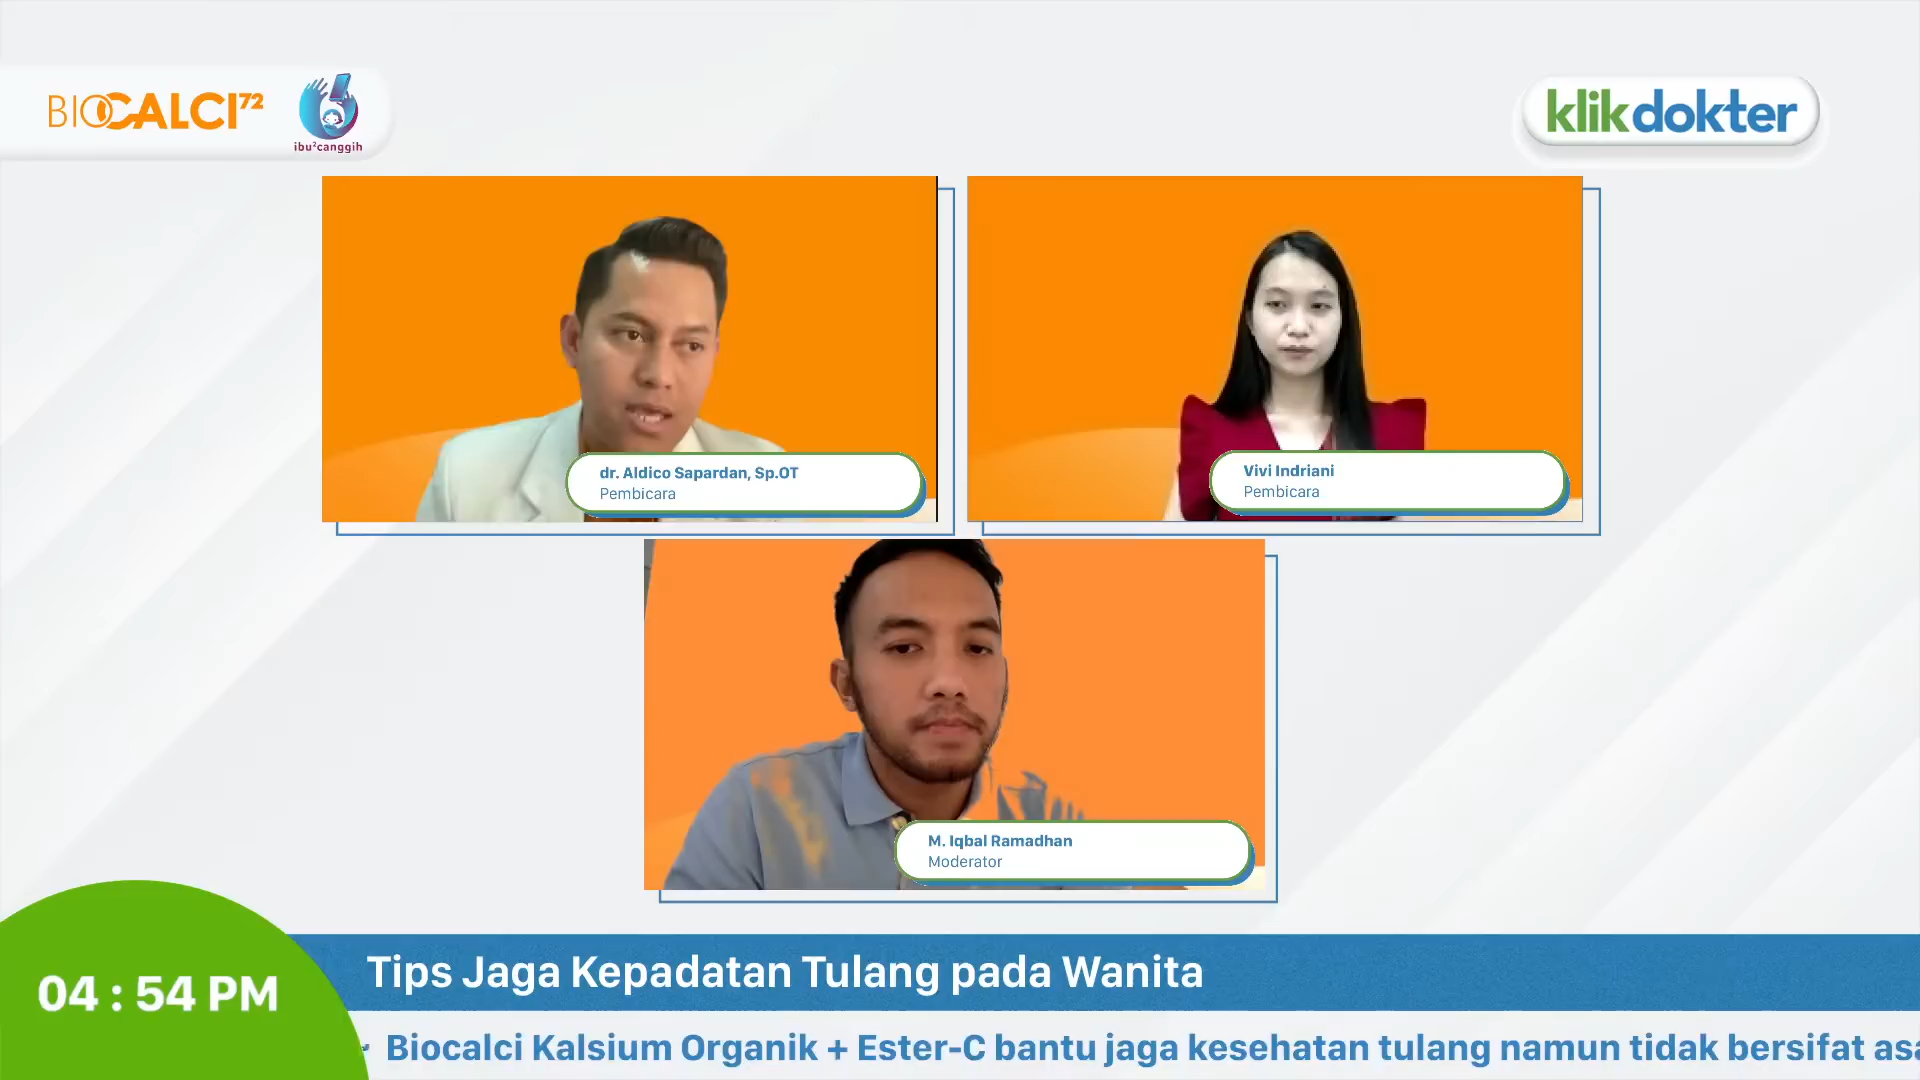 BIOCALCI72
ibu²canggih
klikdokter
dr. Aldico Sapardan, Sp.OT
Pembicara
Vivi Indriani
Pembicara
M. Iqbal Ramadhan
Moderator
04 : 54 PM
Tips Jaga Kepadatan Tulang pada Wanita
Biocalci Kalsium Organik + Ester-C bantu jaga kesehatan tulang namun tidak bersifat